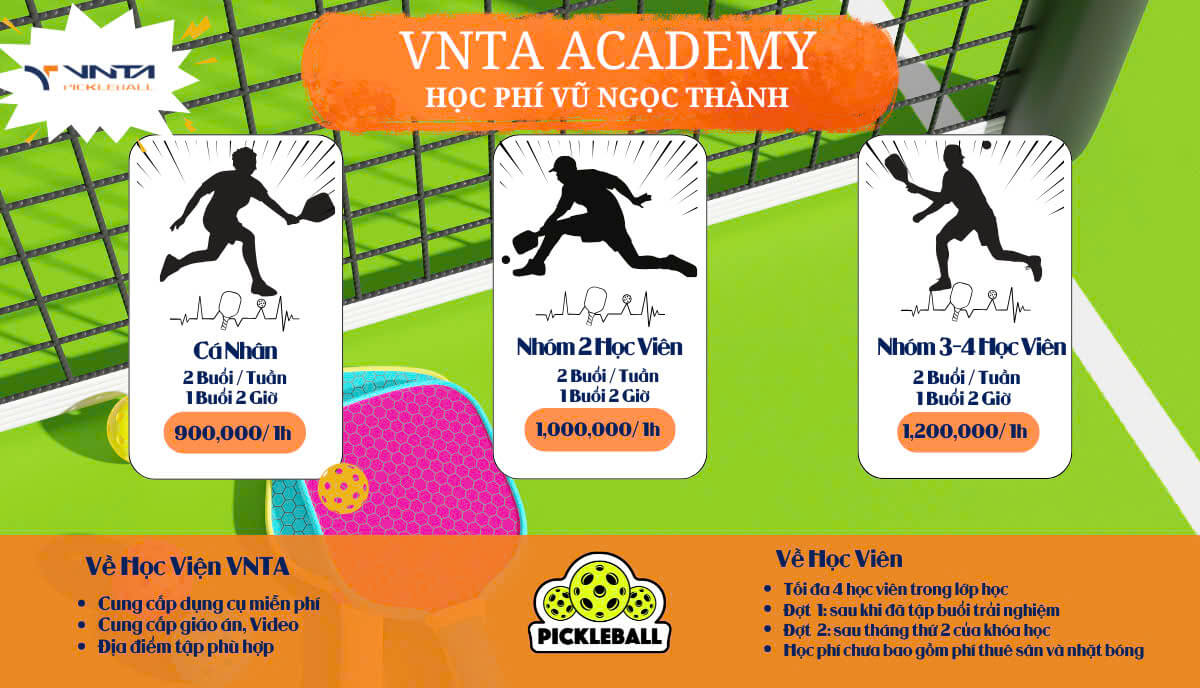 VNTA
PICKLEBALL
VNTA ACADEMY
HỌC PHÍ VŨ NGỌC THÀNH
Cá Nhân
2 Buổi / Tuần
1 Buổi 2 Giờ
900,000/ 1h
Nhóm 2 Học Viên
2 Buổi / Tuần
1 Buổi 2 Giờ
1,000,000/ 1h
Nhóm 3-4 Học Viên
2 Buổi / Tuần
1 Buổi 2 Giờ
1,200,000/ 1h
Về Học Viện VNTA
• Cung cấp dụng cụ miễn phí
• Cung cấp giáo án, Video
• Địa điểm tập phù hợp
PICKLEBALL
Về Học Viên
• Tối đa 4 học viên trong lớp học
• Đợt 1: sau khi đã tập buổi trải nghiệm
• Đợt 2: sau tháng thứ 2 của khóa học
• Học phí chưa bao gồm phí thuê sân và nhặt bóng